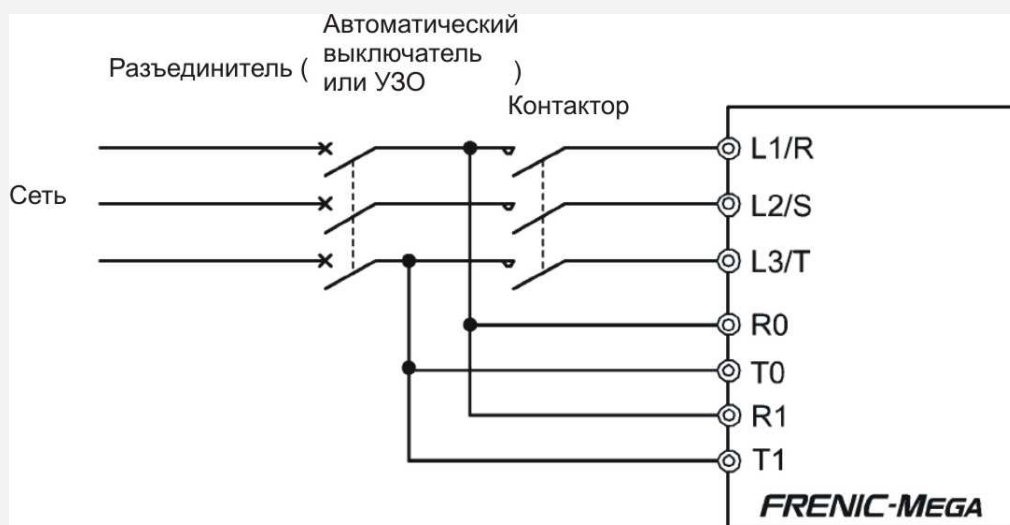 Автоматический
выключатель
Разъединитель ( или УЗО )
Контактор
L1/R
Сеть
L2/S
L3/T
R0
T0
R1
T1
FRENIC-MEGA